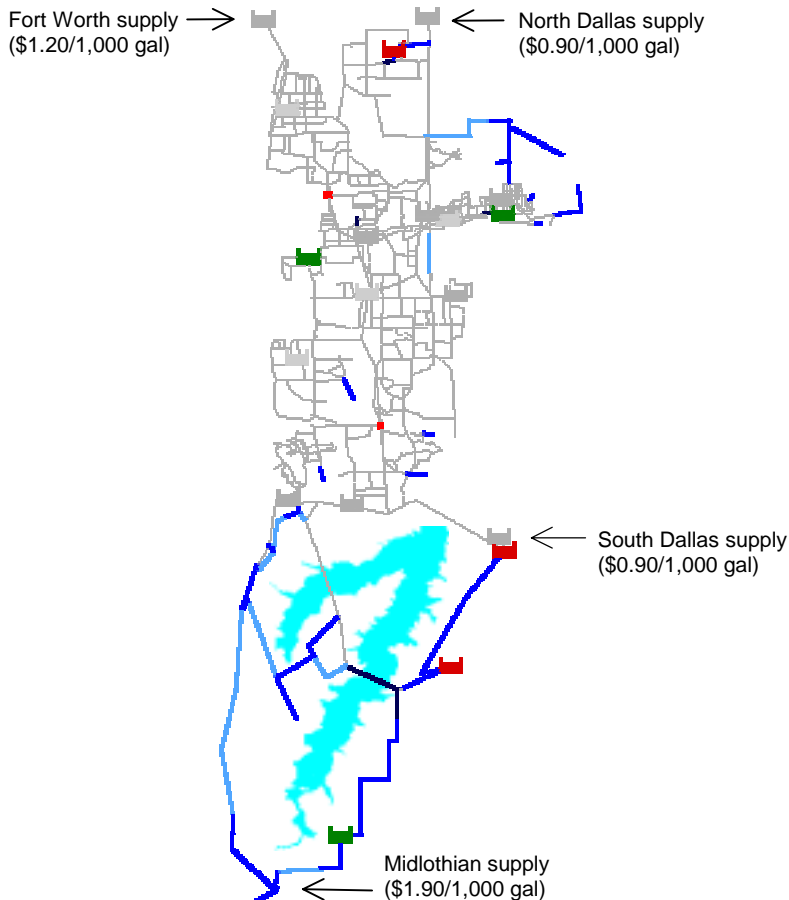 Fort Worth supply
($1.20/1,000 gal)
North Dallas supply
($0.90/1,000 gal)
South Dallas supply
($0.90/1,000 gal)
Midlothian supply
($1.90/1,000 gal)